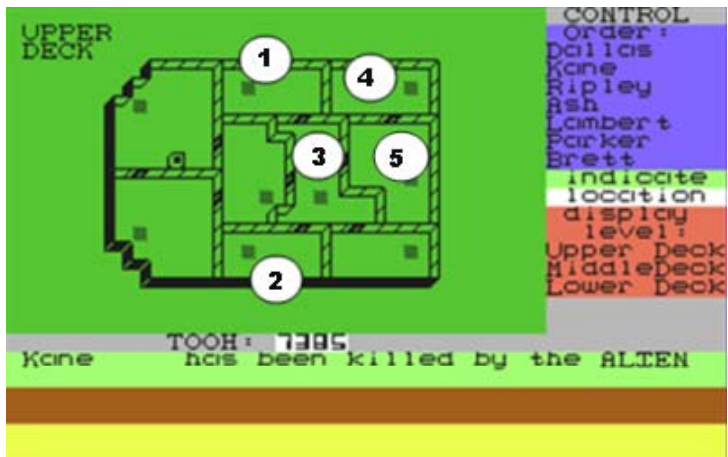 UPPER
DECK
1
4
3
5
2
CONTROL
Order:
Dallas
Kane
Ripley
Ash
Lambert
Parker
Brett
indicate
location
display
level:
Upper Deck
MiddleDeck
Lower Deck
TOOH: 7385
Kane has been killed by the ALIEN